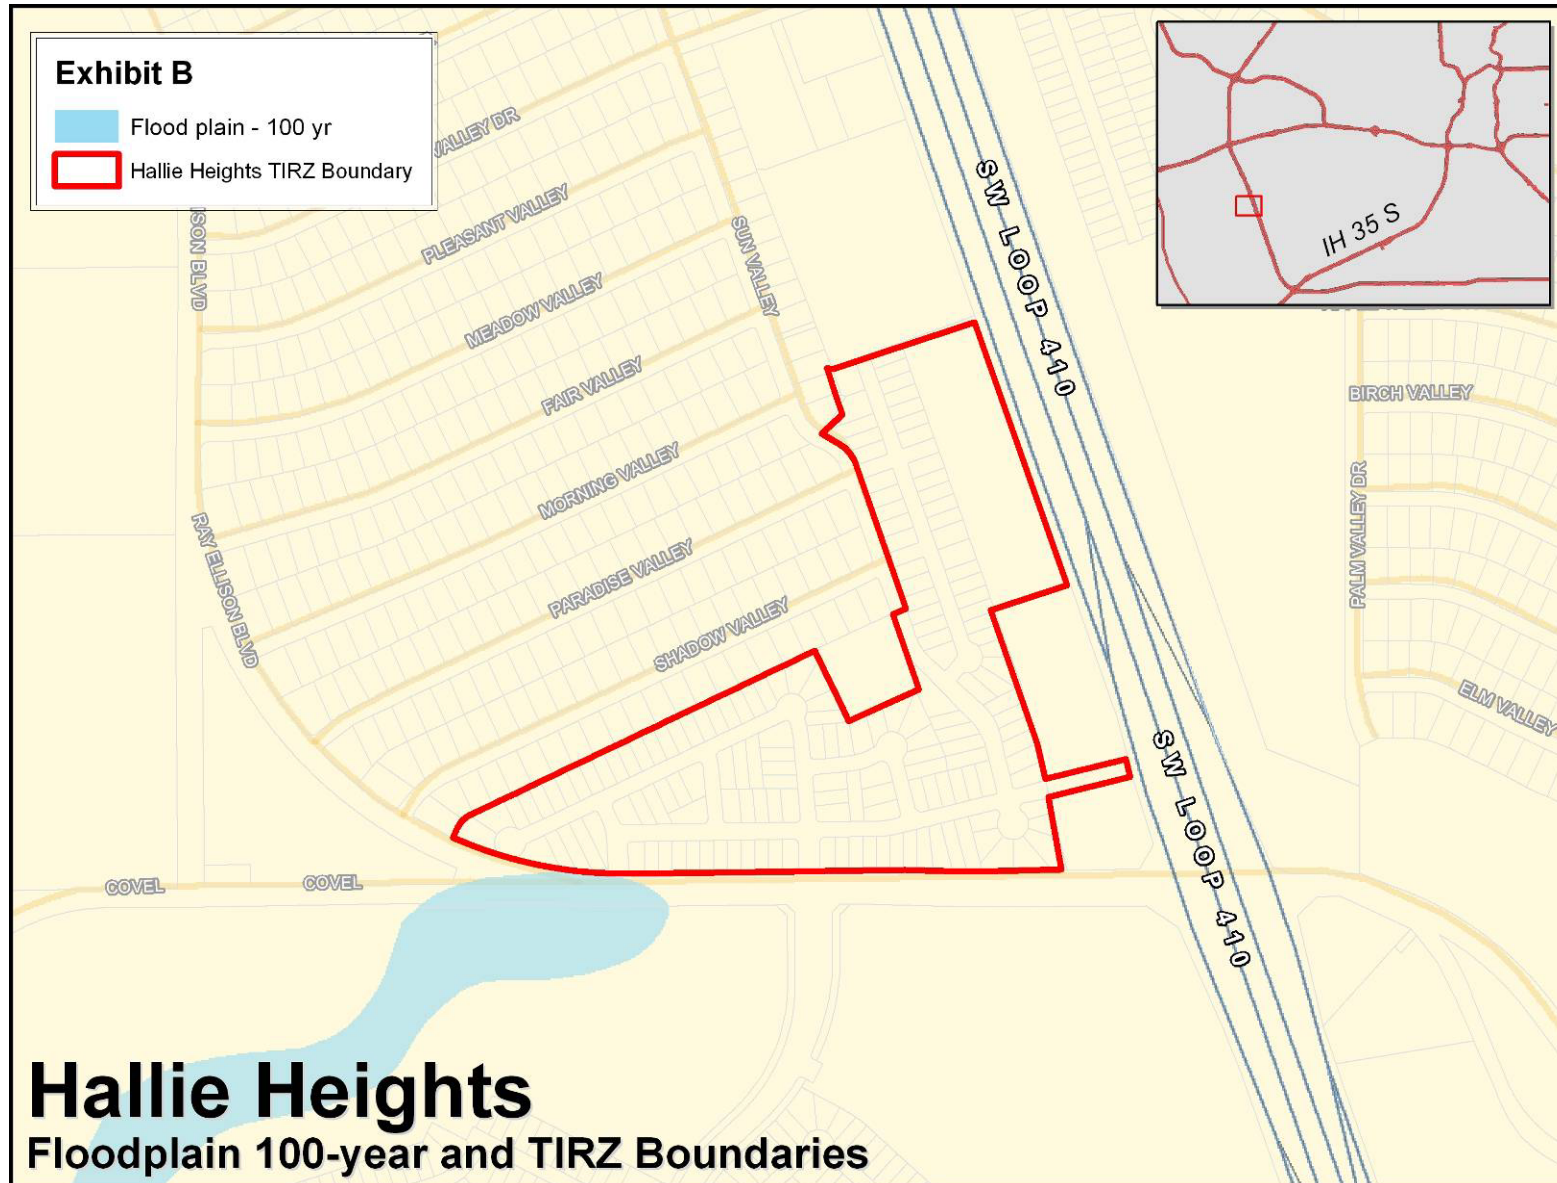 Exhibit B
Flood plain - 100 yr
Hallie Heights TIRZ Boundary
IH 35 S
VALLEY DR
PLEASANT VALLEY
SUN VALLEY
MEADOW VALLEY
FAIR VALLEY
MORNING VALLEY
PARADISE VALLEY
SHADOW VALLEY
BLVD
RAY ELLISON BLVD
SW LOOP 410
BIRCH VALLEY
PALM VALLEY DR
ELM VALLEY
SW LOOP 410
COVEL
COVEL
Hallie Heights
Floodplain 100-year and TIRZ Boundaries